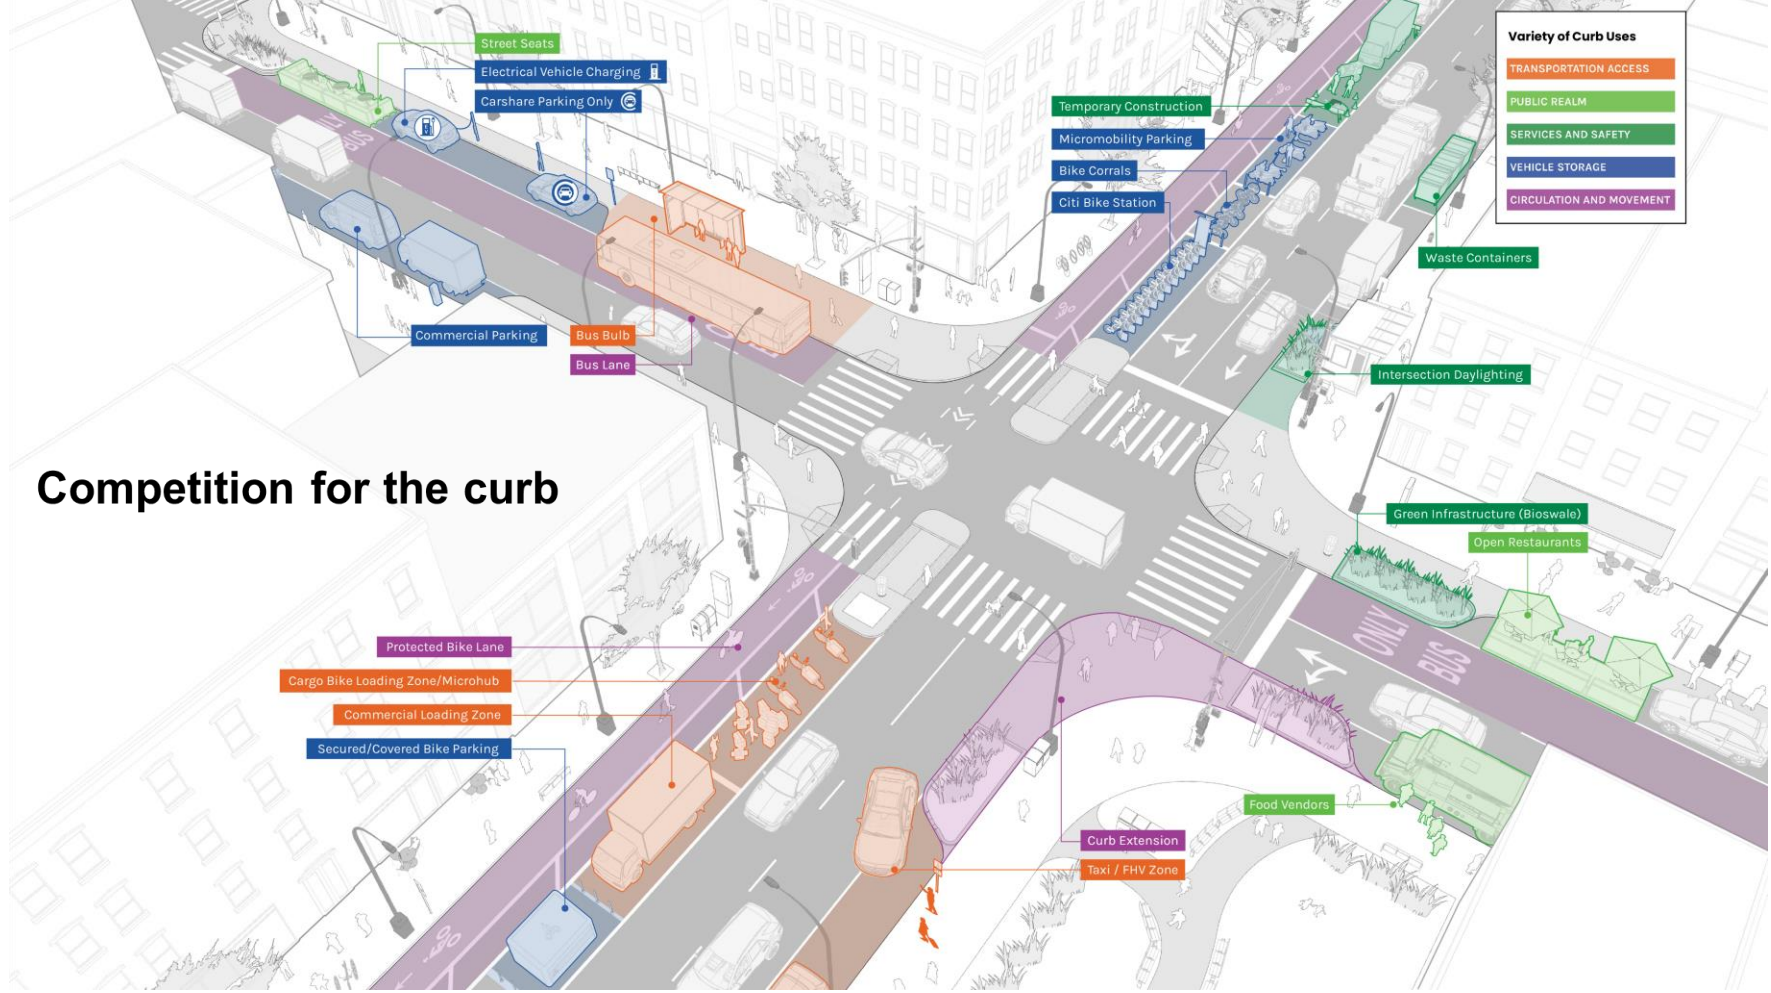 Street Seats
Electrical Vehicle Charging
Carshare Parking Only
Commercial Parking
Bus Bulb
Bus Lane
Temporary Construction
Micromobility Parking
Bike Corrals
Citi Bike Station
Variety of Curb Uses
TRANSPORTATION ACCESS
PUBLIC REALM
SERVICES AND SAFETY
VEHICLE STORAGE
CIRCULATION AND MOVEMENT
Waste Containers
Intersection Daylighting
Competition for the curb
Green Infrastructure (Bioswale)
Open Restaurants
ONLY
BUS
Protected Bike Lane
Cargo Bike Loading Zone/Microhub
Commercial Loading Zone
Secured/Covered Bike Parking
Food Vendors
Curb Extension
Taxi / FHV Zone